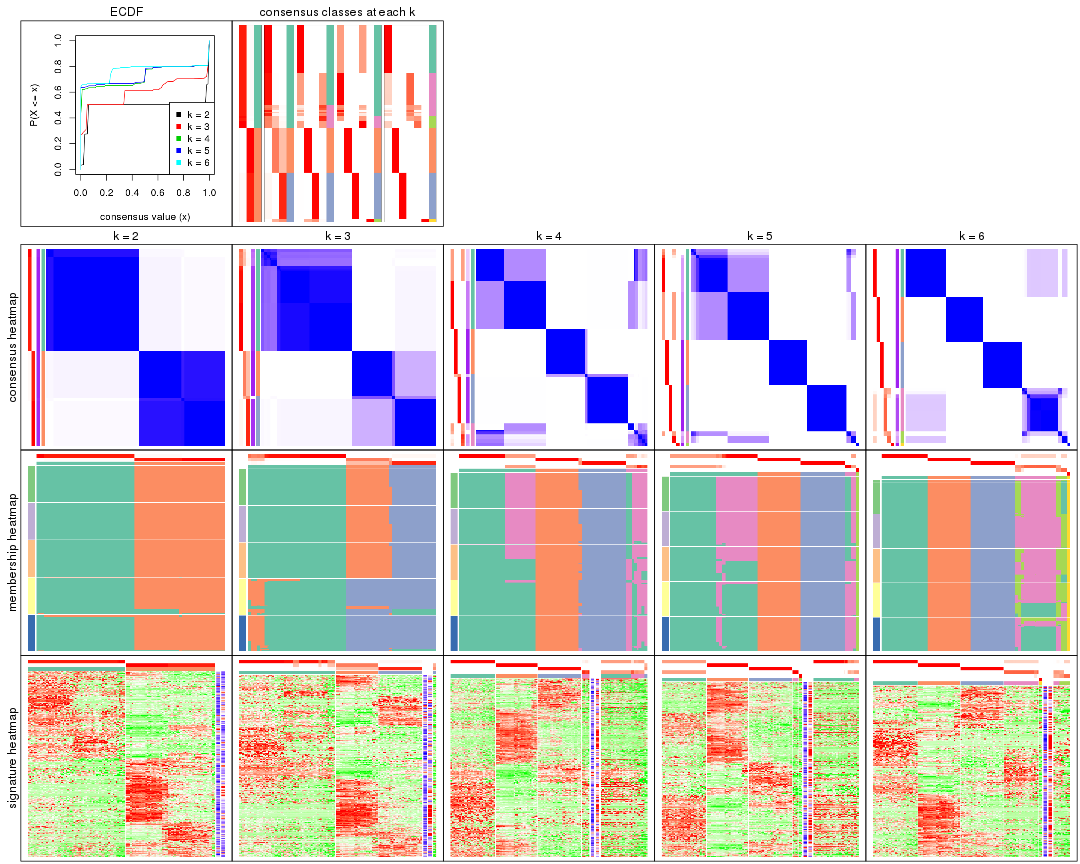 ECDF
consensus classes at each k
P(X <= x)
0.0 0.2 0.4 0.6 0.8 1.0
k = 2
k = 3
k = 4
k = 5
k = 6
0.0 0.2 0.4 0.6 0.8 1.0
consensus value (x)
k = 2
k = 3
k = 4
k = 5
k = 6
consensus heatmap
membership heatmap
signature heatmap